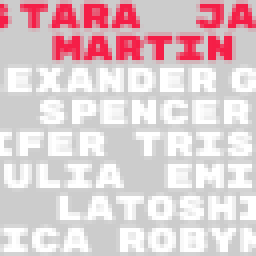 S TARA JA
MARTIN
EXANDER G
SPENCER
IFER TRIS
ULIA EMI
LATOSHI
ICA ROBYN